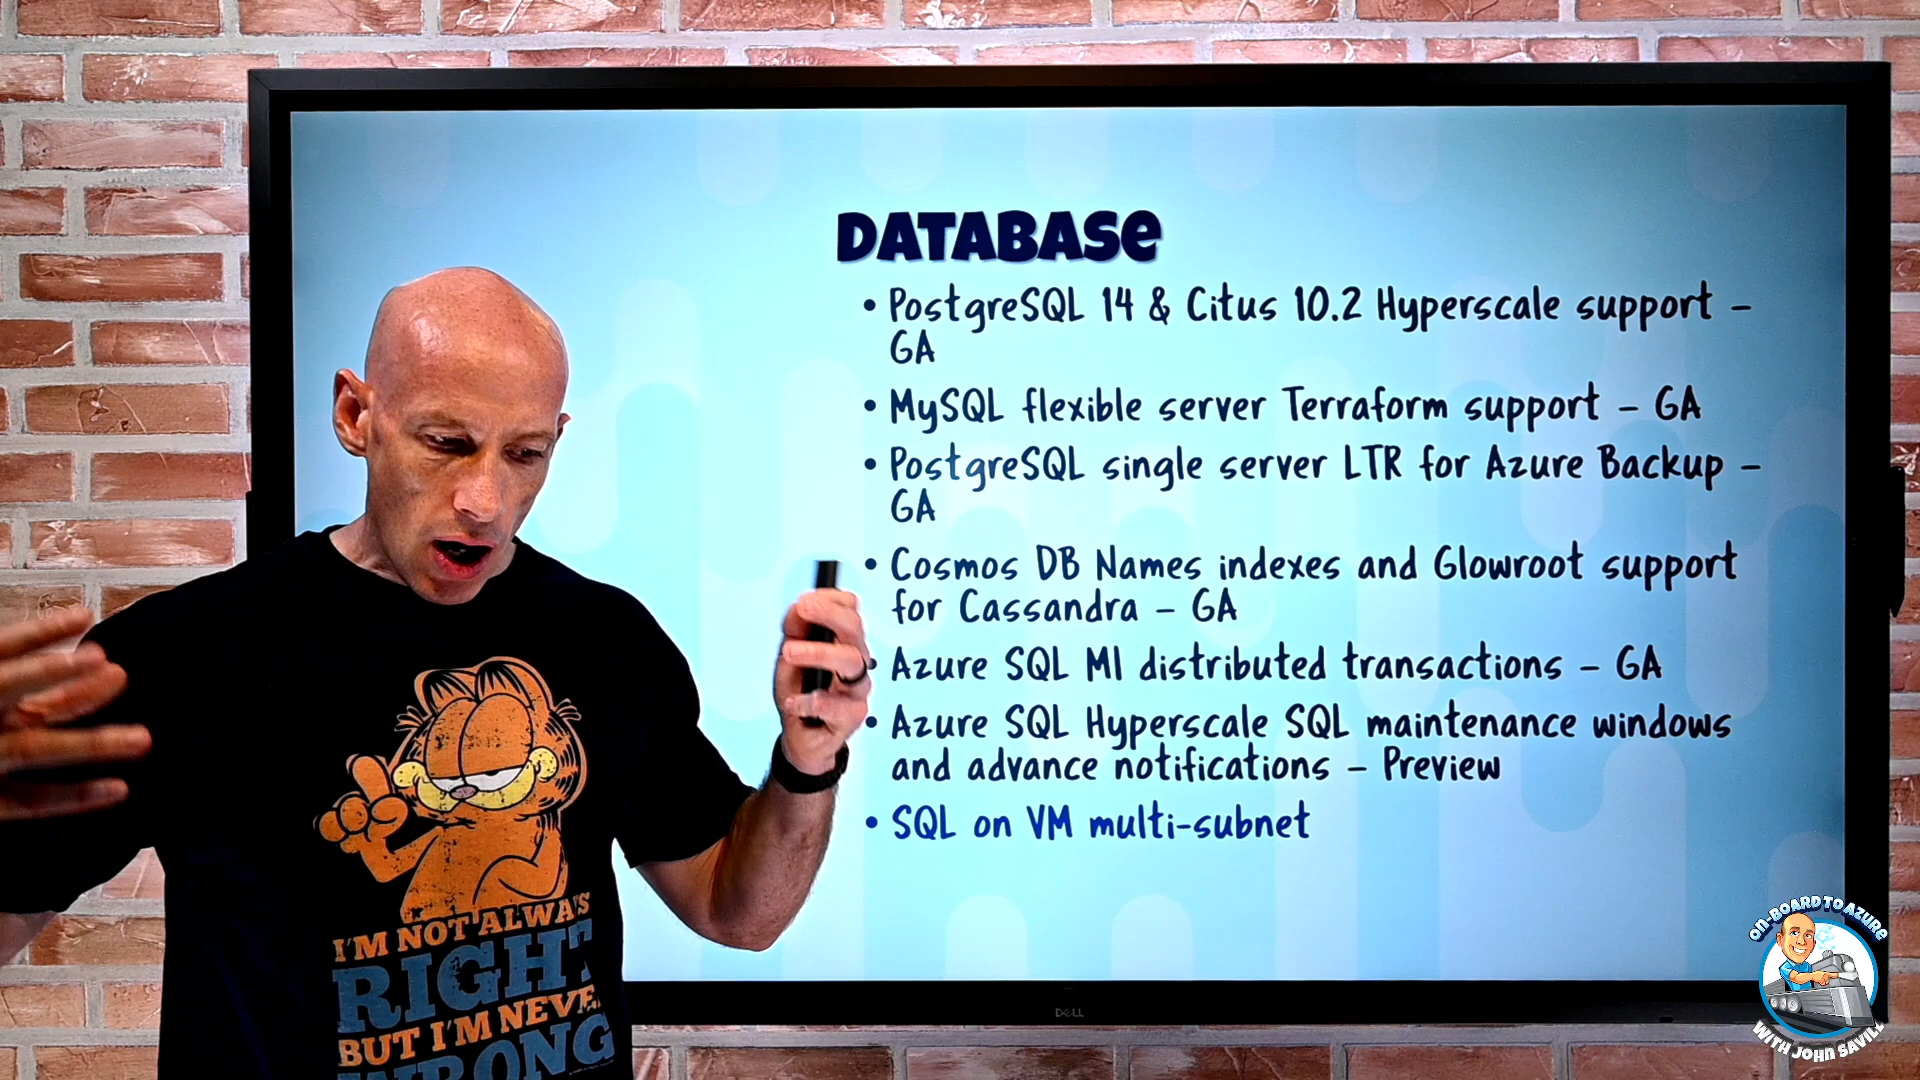 DATABASE
• PostgreSQL 14 & Citus 10.2 Hyperscale support –
GA
• MySQL flexible server Terraform support – GA
• PostgreSQL single server LTR for Azure Backup –
GA
• Cosmos DB Names indexes and Glowroot support
for Cassandra – GA
• Azure SQL MI distributed transactions – GA
• Azure SQL Hyperscale SQL maintenance windows
and advance notifications – Preview
• SQL on VM multi-subnet
I'M NOT ALWAYS
RIGHT
BUT I'M NEVER
WRONG
DELL
ON-BOARD TO AZURE
WITH JOHN SAVILL